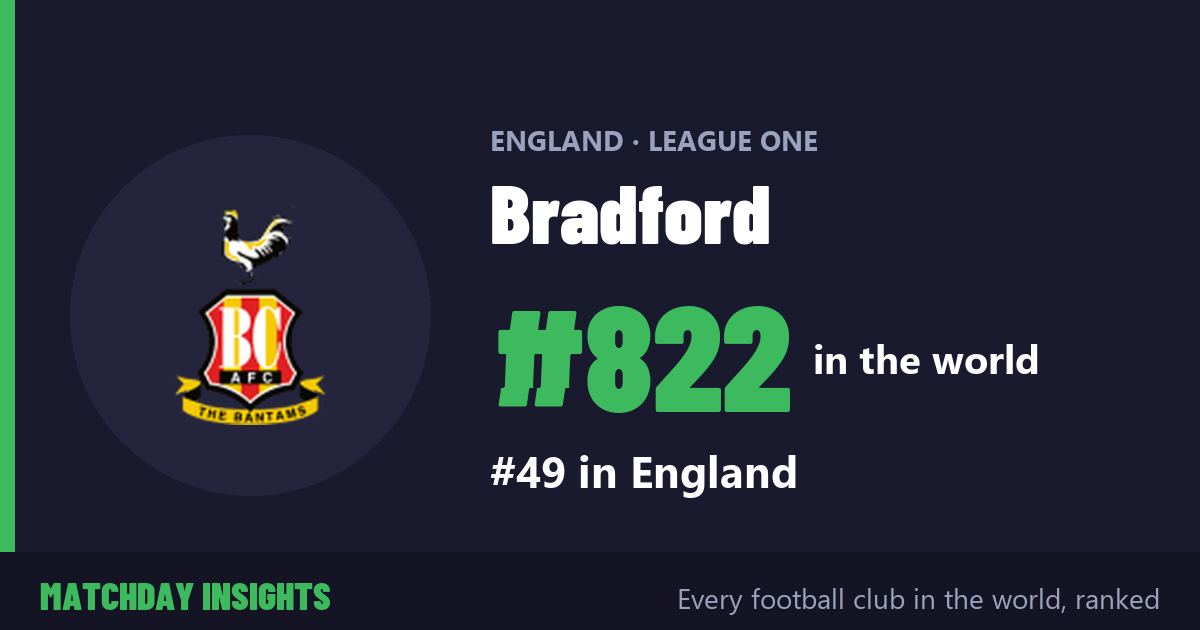 ENGLAND · LEAGUE ONE
Bradford
#822 in the world
#49 in England
BC
AFC
THE BANTAMS
MATCHDAY INSIGHTS
Every football club in the world, ranked